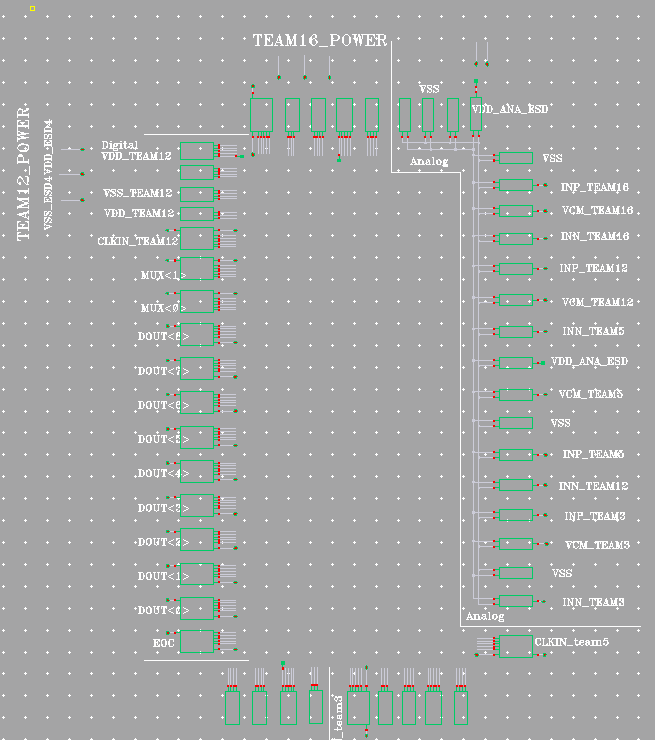 TEAM16_POWER
VSS
VDD_ANA_ESD
TEAM12_POWER
VSS_ESD4VDD_ESD4
Digital
VDD_TEAM12
Analog
VSS
VSS_TEAM12
INP_TEAM16
VDD_TEAM12
VCM_TEAM16
CLKIN_TEAM12
INN_TEAM16
MUX<1>
INP_TEAM12
MUX<0>
VCM_TEAM12
DOUT<8>
INN_TEAM5
DOUT<7>
VDD_ANA_ESD
DOUT<6>
VCM_TEAM5
DOUT<5>
VSS
DOUT<4>
INP_TEAM5
INN_TEAM12
DOUT<3>
INP_TEAM3
DOUT<2>
VCM_TEAM3
DOUT<1>
VSS
DOUT<0>
INN_TEAM3
Analog
EOC
CLKIN_team5